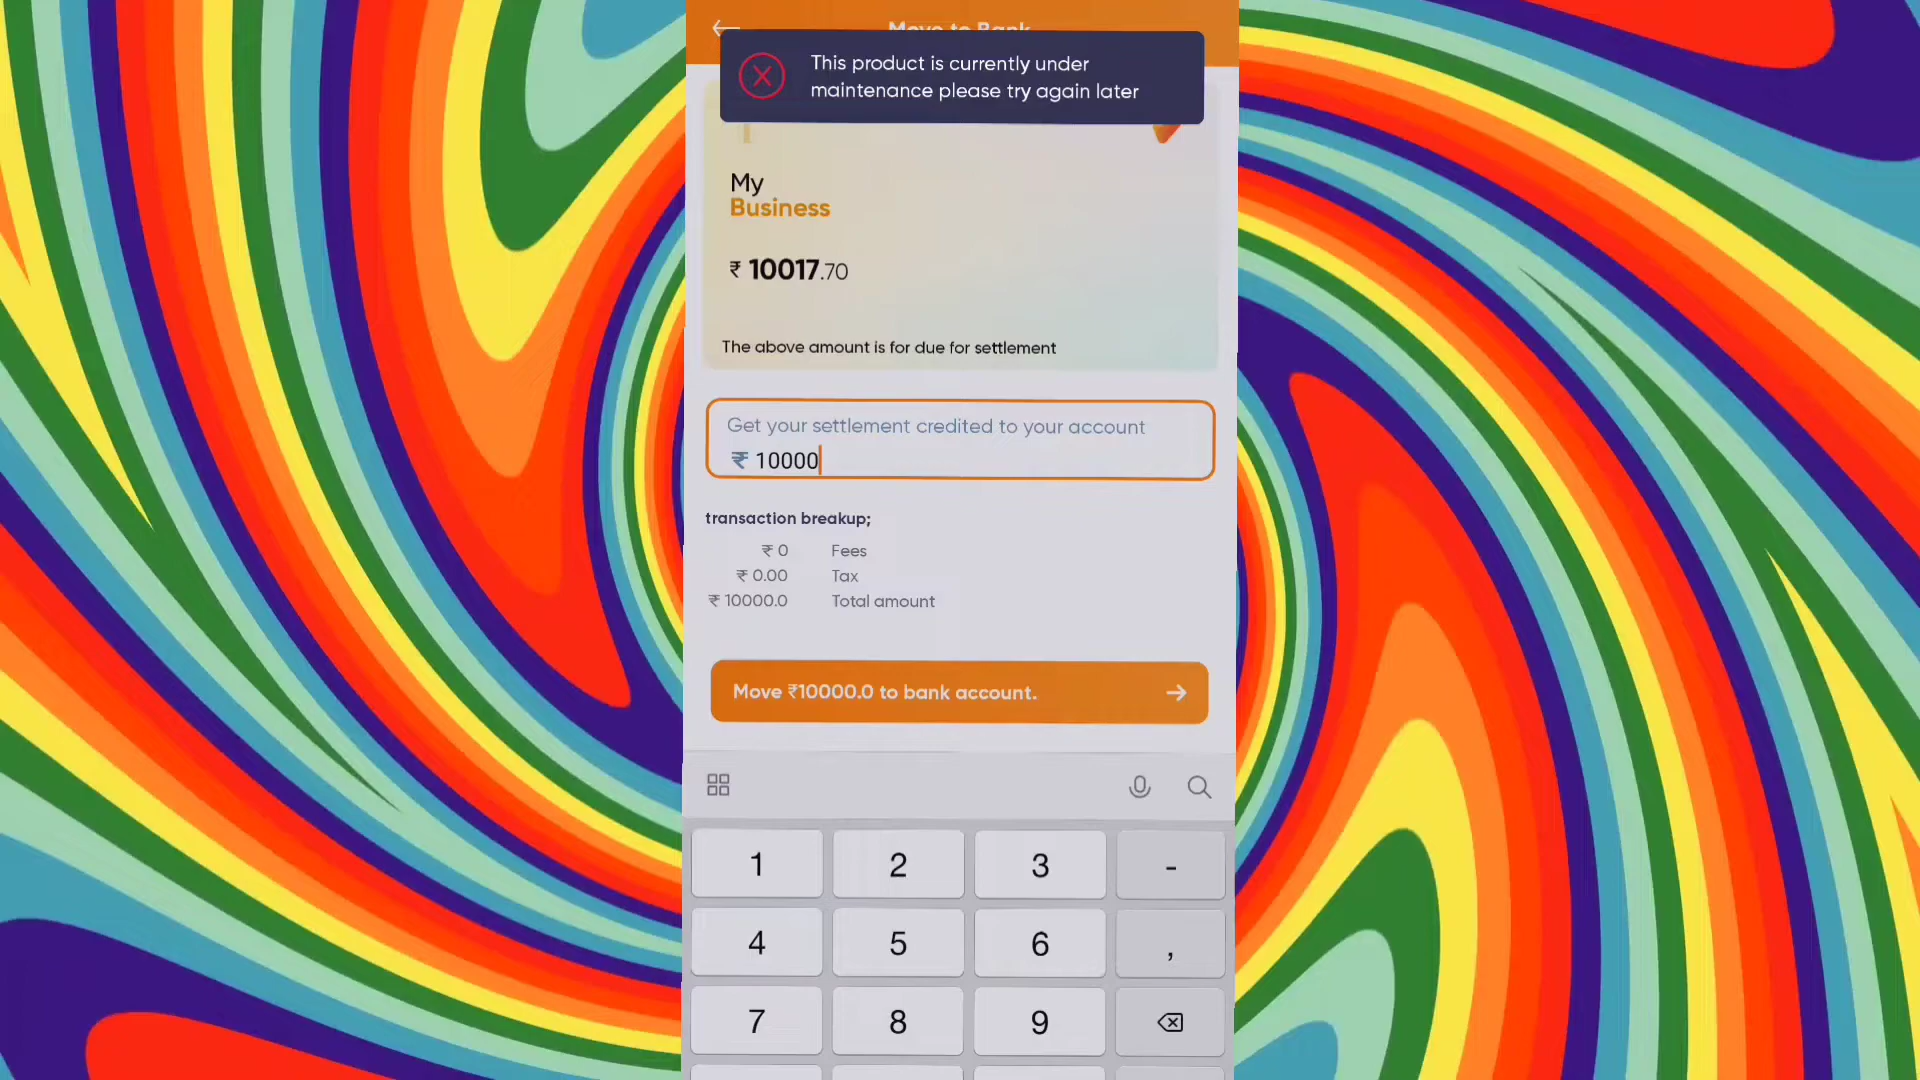 Move to Bank
This product is currently under
maintenance please try again later
My
Business
₹ 10017.70
The above amount is for due for settlement
Get your settlement credited to your account
₹ 10000
transaction breakup;
₹ 0 Fees
₹ 0.00 Tax
₹ 10000.0 Total amount
Move ₹10000.0 to bank account.
1 2 3 -
4 5 6 ,
7 8 9